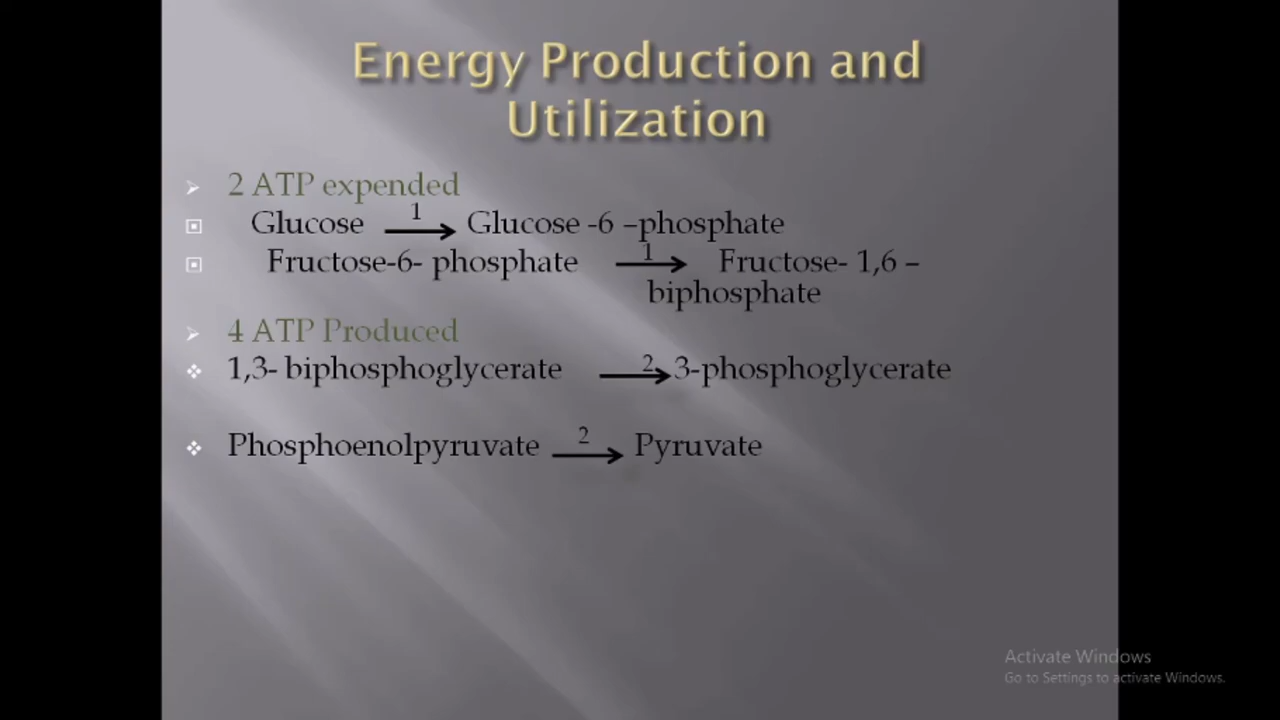 Energy Production and
Utilization
2 ATP expended
Glucose 1 Glucose -6 –phosphate
Fructose-6- phosphate 1 Fructose- 1,6 –
biphosphate
4 ATP Produced
1,3- biphosphoglycerate 2 3-phosphoglycerate
Phosphoenolpyruvate 2 Pyruvate
Activate Windows
Go to Settings to activate Windows.